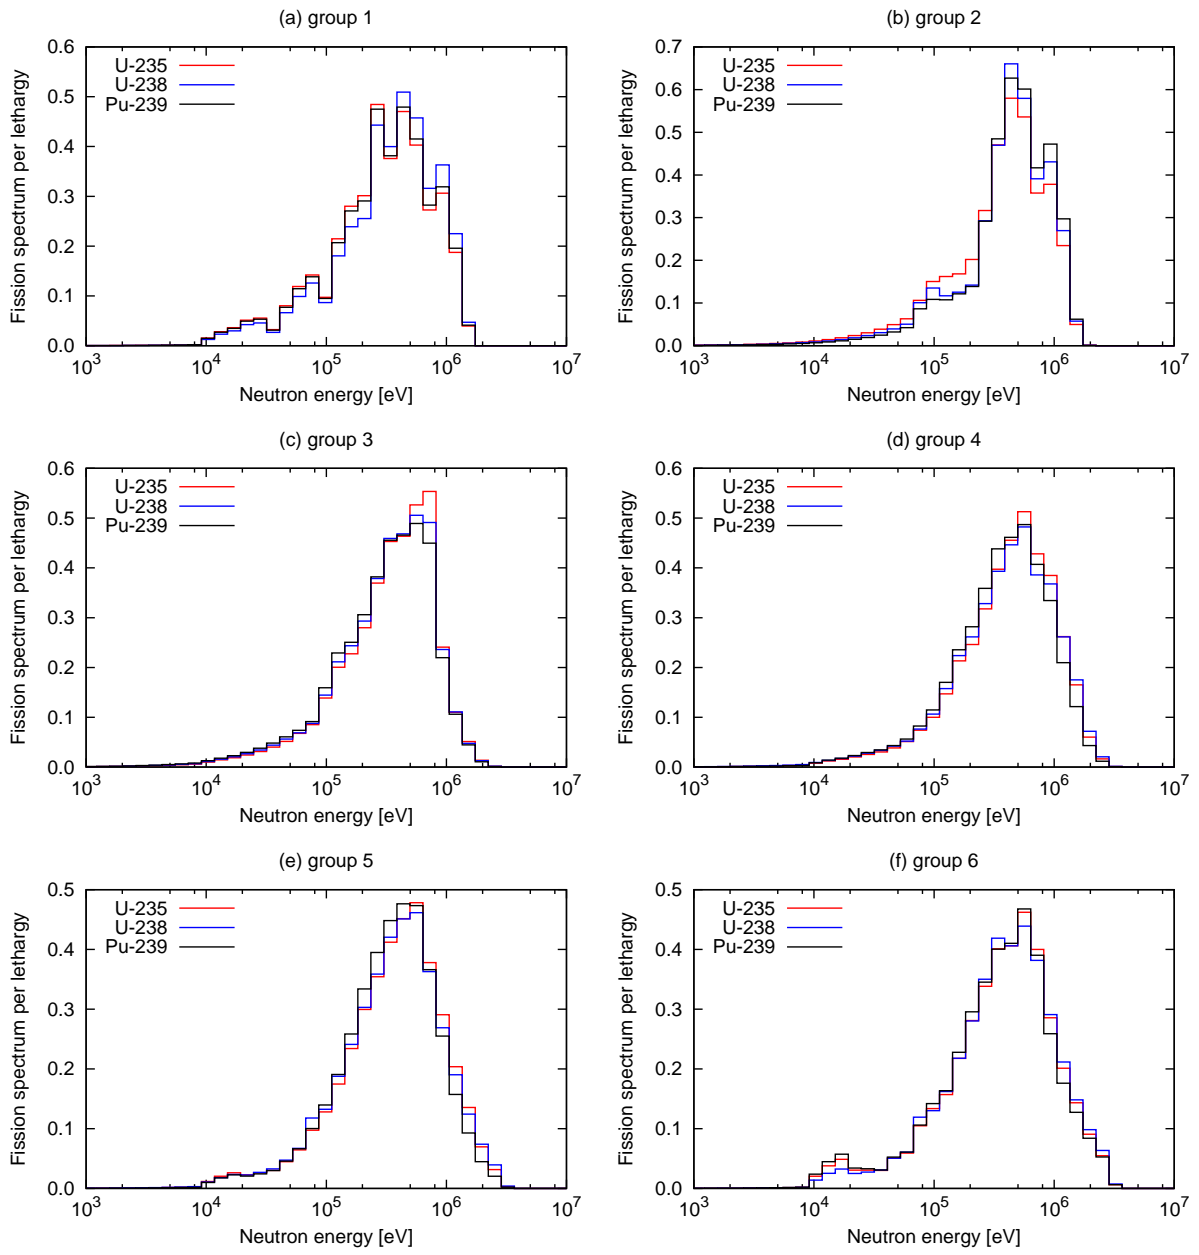 (a) group 1
Fission spectrum per lethargy
0.6
0.5
0.4
0.3
0.2
0.1
0.0
U-235
U-238
Pu-239
10^3 10^4 10^5 10^6 10^7
Neutron energy [eV]
(b) group 2
Fission spectrum per lethargy
0.7
0.6
0.5
0.4
0.3
0.2
0.1
0.0
U-235
U-238
Pu-239
10^3 10^4 10^5 10^6 10^7
Neutron energy [eV]
(c) group 3
Fission spectrum per lethargy
0.6
0.5
0.4
0.3
0.2
0.1
0.0
U-235
U-238
Pu-239
10^3 10^4 10^5 10^6 10^7
Neutron energy [eV]
(d) group 4
Fission spectrum per lethargy
0.6
0.5
0.4
0.3
0.2
0.1
0.0
U-235
U-238
Pu-239
10^3 10^4 10^5 10^6 10^7
Neutron energy [eV]
(e) group 5
Fission spectrum per lethargy
0.5
0.4
0.3
0.2
0.1
0.0
U-235
U-238
Pu-239
10^3 10^4 10^5 10^6 10^7
Neutron energy [eV]
(f) group 6
Fission spectrum per lethargy
0.5
0.4
0.3
0.2
0.1
0.0
U-235
U-238
Pu-239
10^3 10^4 10^5 10^6 10^7
Neutron energy [eV]